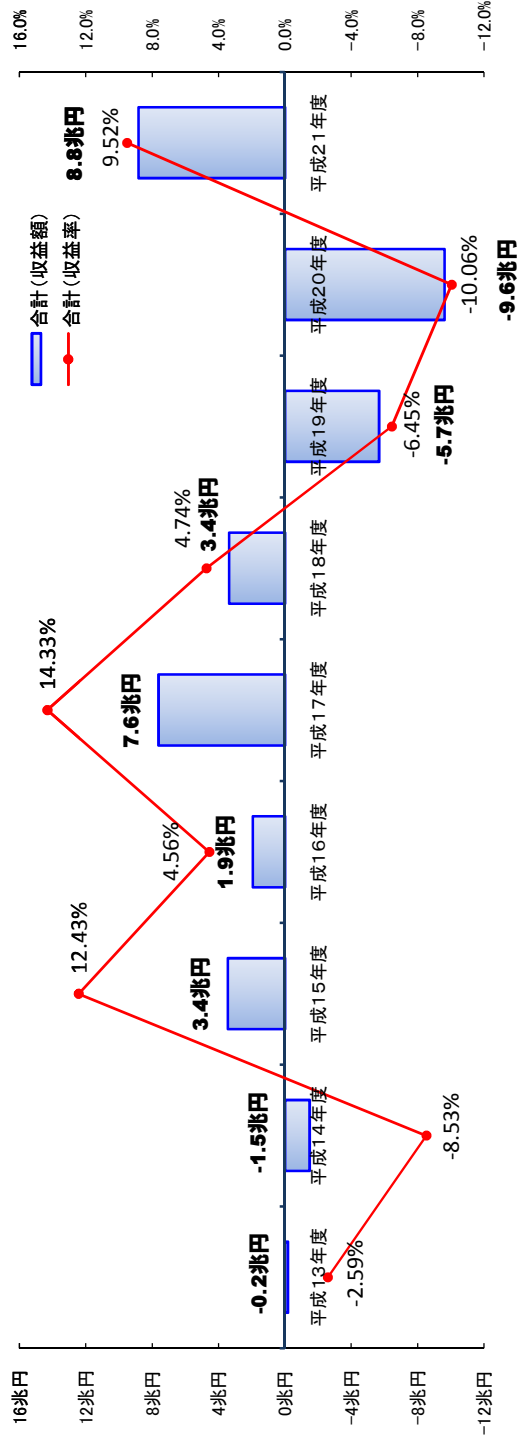 16兆円
12兆円
8兆円
4兆円
0兆円
-4兆円
-8兆円
-12兆円
16.0%
12.0%
8.0%
4.0%
0.0%
-4.0%
-8.0%
-12.0%
合計(収益額)
合計(収益率)
-0.2兆円
平成13年度
-2.59%
-1.5兆円
平成14年度
-8.53%
12.43%
3.4兆円
平成15年度
4.56%
1.9兆円
平成16年度
14.33%
7.6兆円
平成17年度
4.74%
3.4兆円
平成18年度
平成19年度
-6.45%
-5.7兆円
平成20年度
-10.06%
-9.6兆円
8.8兆円
9.52%
平成21年度